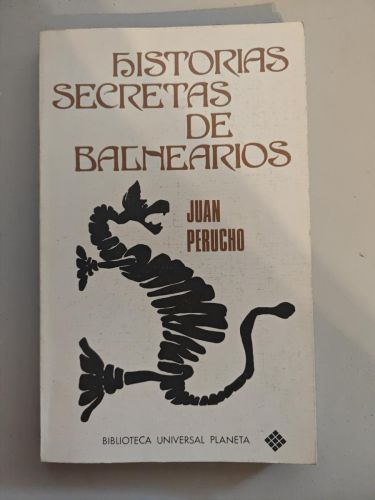 HISTORIAS
SECRETAS
DE
BALNEARIOS
JUAN
PERUCHO
BIBLIOTECA UNIVERSAL PLANETA